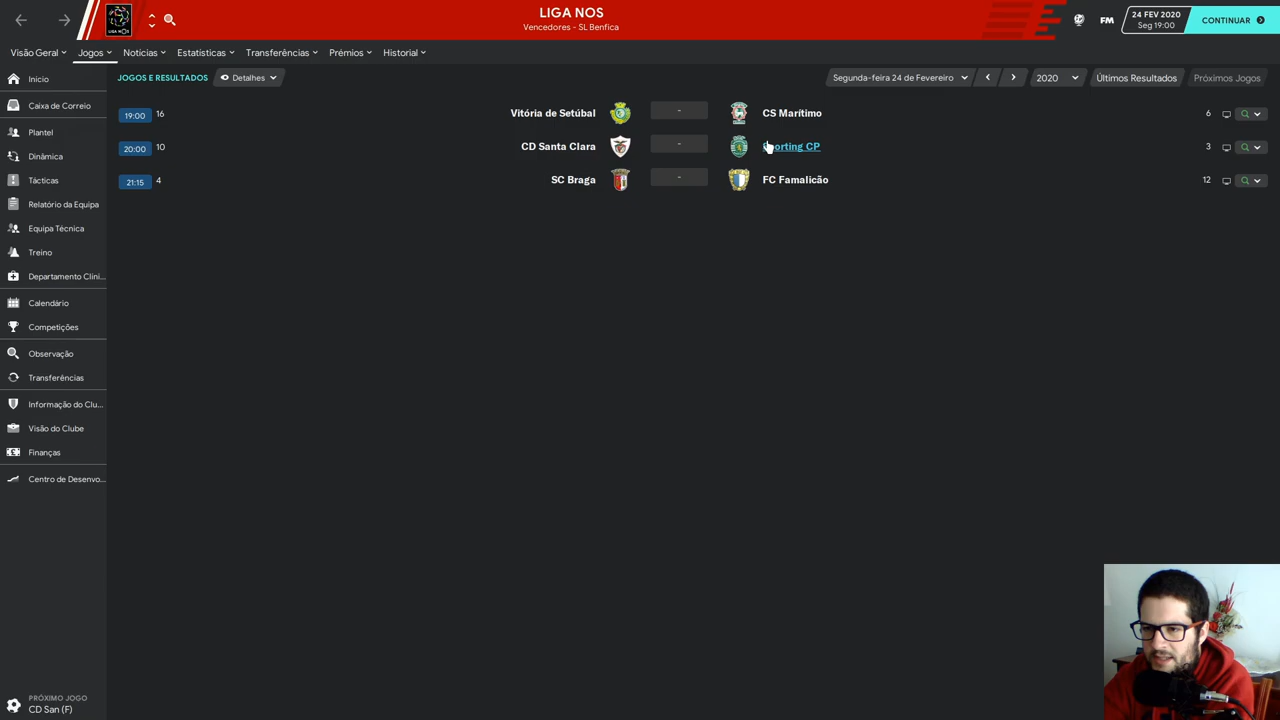 LIGA NOS
Vencedores - SL Benfica
24 FEV 2020
Seg 19:00
CONTINUAR
FM
LIGA NOS
Visão Geral
Jogos
Notícias
Estatísticas
Transferências
Prémios
Historial
Início
Caixa de Correio
Plantel
Dinâmica
Tácticas
Relatório da Equipa
Equipa Técnica
Treino
Departamento Clíni...
Calendário
Competições
Observação
Transferências
Informação do Clu...
Visão do Clube
Finanças
Centro de Desenvo...
PRÓXIMO JOGO
CD San (F)
JOGOS E RESULTADOS
Detalhes
Segunda-feira 24 de Fevereiro
2020
Últimos Resultados
Próximos Jogos
19:00 16 Vitória de Setúbal - CS Marítimo 6
20:00 10 CD Santa Clara - Sporting CP 3
21:15 4 SC Braga - FC Famalicão 12